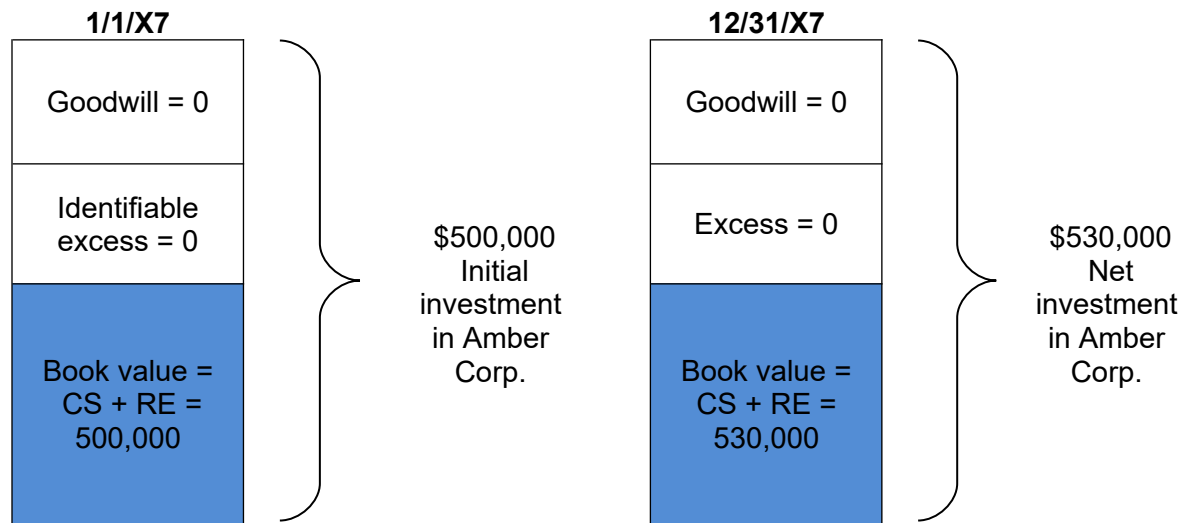 1/1/X7
Goodwill = 0
Identifiable
excess = 0
Book value =
CS + RE =
500,000
$500,000
Initial
investment
in Amber
Corp.
12/31/X7
Goodwill = 0
Excess = 0
Book value =
CS + RE =
530,000
$530,000
Net
investment
in Amber
Corp.